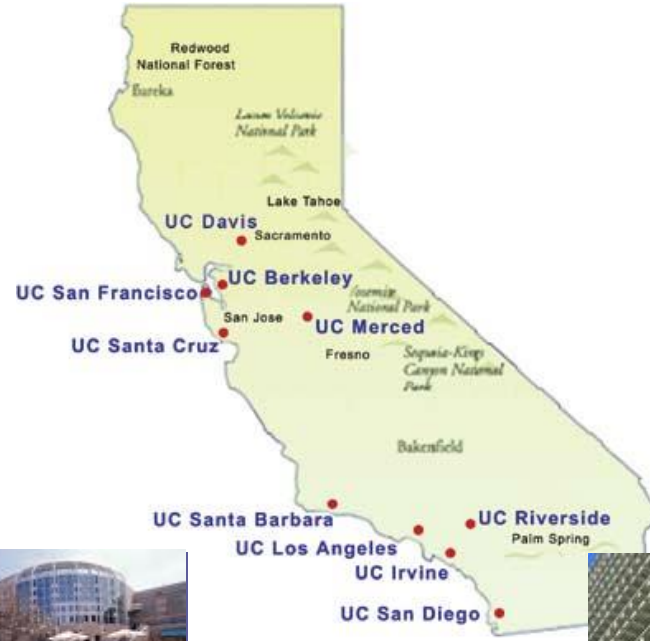 Redwood
National Forest
Eureka
Lassen Volcanic
National Park
Lake Tahoe
UC Davis
Sacramento
UC Berkeley
UC San Francisco
Yosemite
National Park
San Jose
UC Merced
UC Santa Cruz
Fresno
Sequoia-Kings
Canyon National
Park
Bakersfield
UC Santa Barbara
UC Riverside
Palm Spring
UC Los Angeles
UC Irvine
UC San Diego